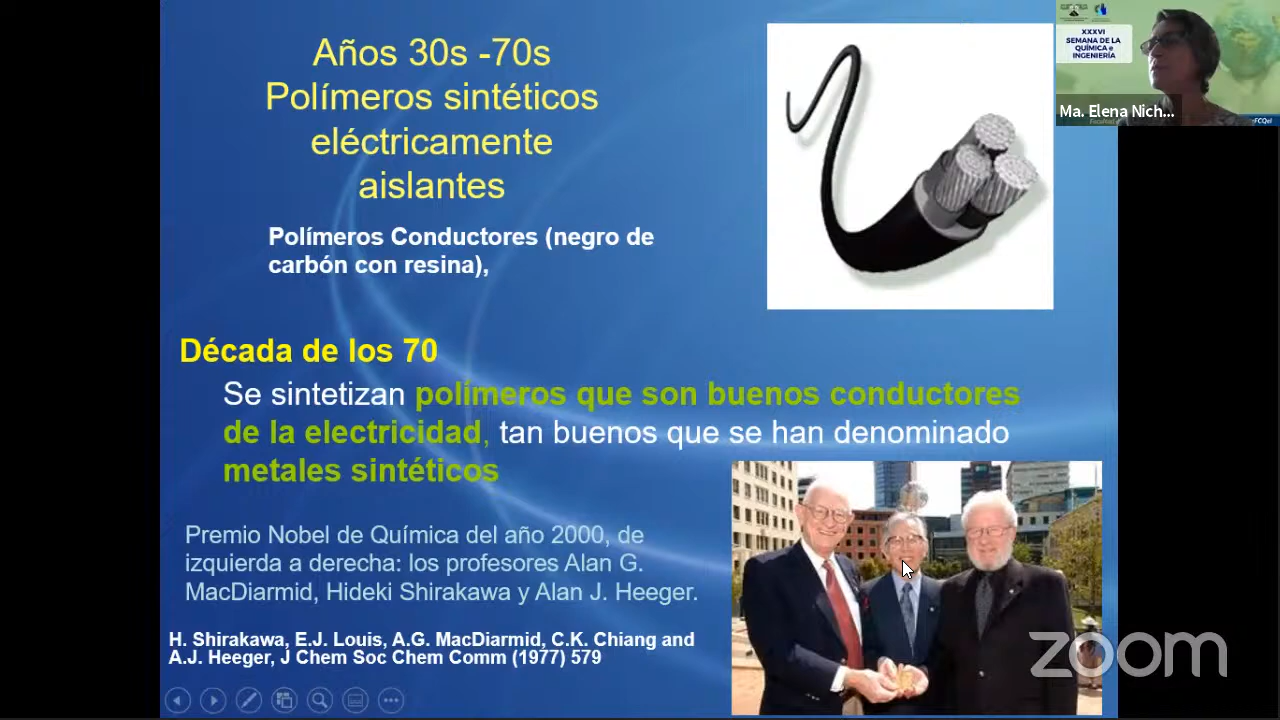 Años 30s -70s
Polímeros sintéticos
eléctricamente
aislantes
Polímeros Conductores (negro de
carbón con resina),
Década de los 70
Se sintetizan polímeros que son buenos conductores
de la electricidad, tan buenos que se han denominado
metales sintéticos
Premio Nobel de Química del año 2000, de
izquierda a derecha: los profesores Alan G.
MacDiarmid, Hideki Shirakawa y Alan J. Heeger.
H. Shirakawa, E.J. Louis, A.G. MacDiarmid, C.K. Chiang and
A.J. Heeger, J Chem Soc Chem Comm (1977) 579
XXXVI
SEMANA DE LA
QUÍMICA e
INGENIERÍA
Ma. Elena Nich...
zoom